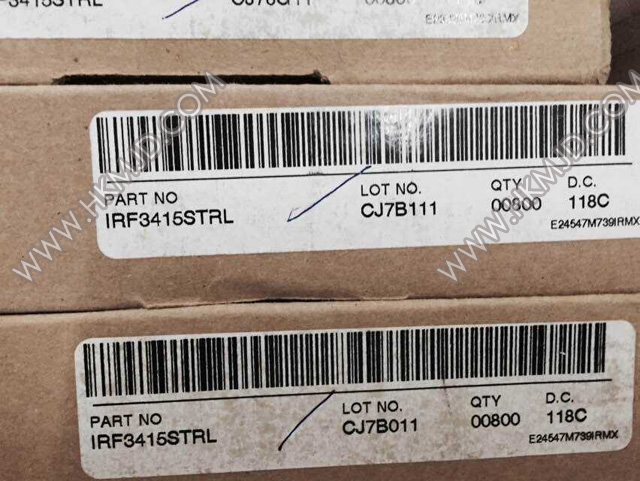 PART NO
IRF3415STRL
LOT NO.
CJ7B111
QTY
00800
D.C.
118C
E24547M739IRMX
PART NO
IRF3415STRL
LOT NO.
CJ7B011
QTY
00800
D.C.
118C
E24547M739IRMX
WWW.HKMJD.COM
WWW.HKMJD.COM